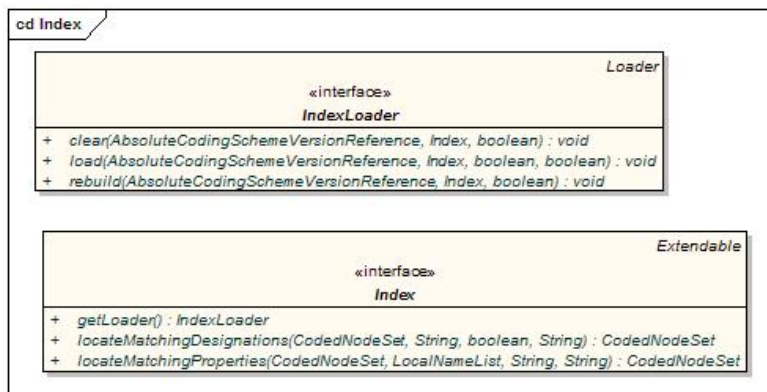 cd Index
Loader
«interface»
IndexLoader
+ clear(AbsoluteCodingSchemeVersionReference, Index, boolean) : void
+ load(AbsoluteCodingSchemeVersionReference, Index, boolean, boolean) : void
+ rebuild(AbsoluteCodingSchemeVersionReference, Index, boolean) : void
Extendable
«interface»
Index
+ getLoader() : IndexLoader
+ locateMatchingDesignations(CodedNodeSet, String, boolean, String) : CodedNodeSet
+ locateMatchingProperties(CodedNodeSet, LocalNameList, String, String) : CodedNodeSet